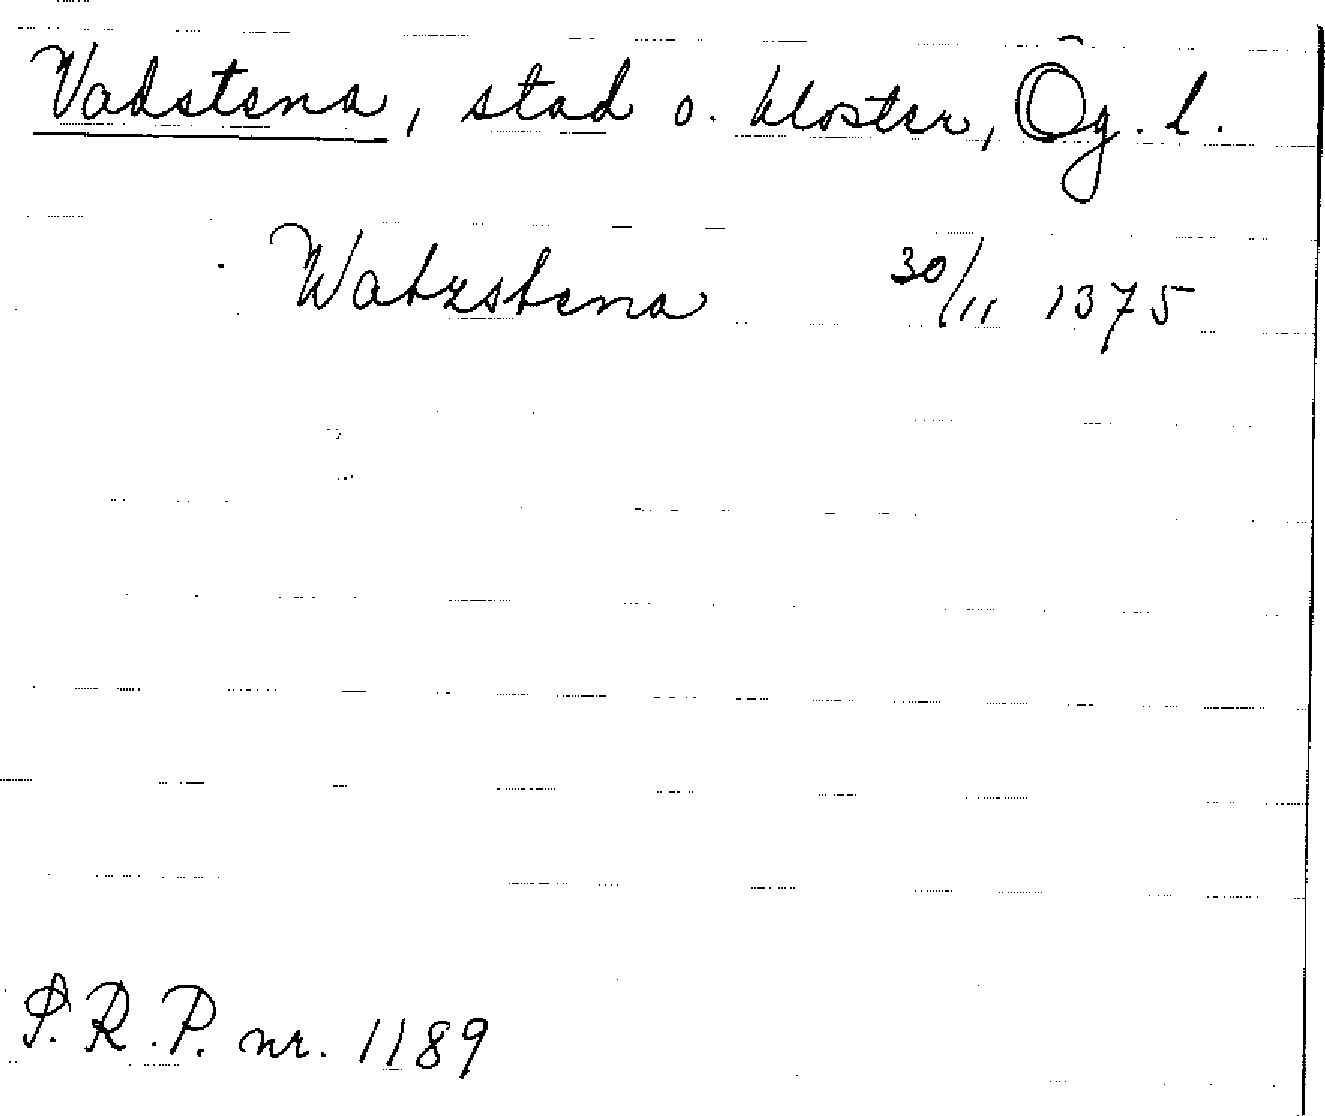 Vadstena, stad o. kloster, Ög. l.
Watzstena 30/11 1375
S.R.P. nr. 1189